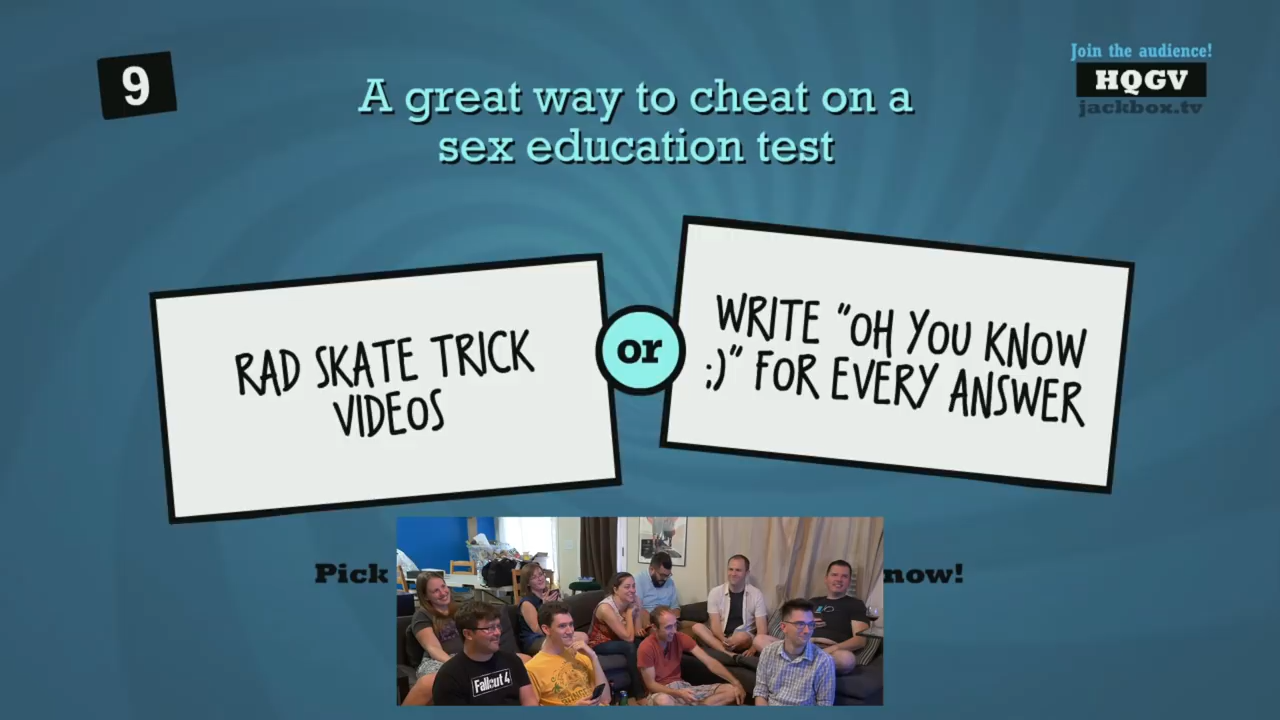 9
Join the audience!
HQGV
jackbox.tv
A great way to cheat on a
sex education test
RAD SKATE TRICK
VIDEOS
or
WRITE "OH YOU KNOW
;)" FOR EVERY ANSWER
Pick
now!
Fallout 4